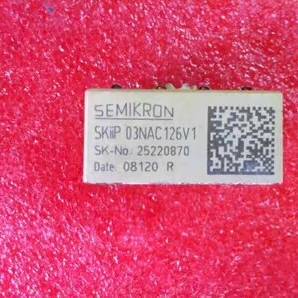 SEMIKRON
SKiiP 03NAC126V1
SK-No. 25220870
Date: 08120 R